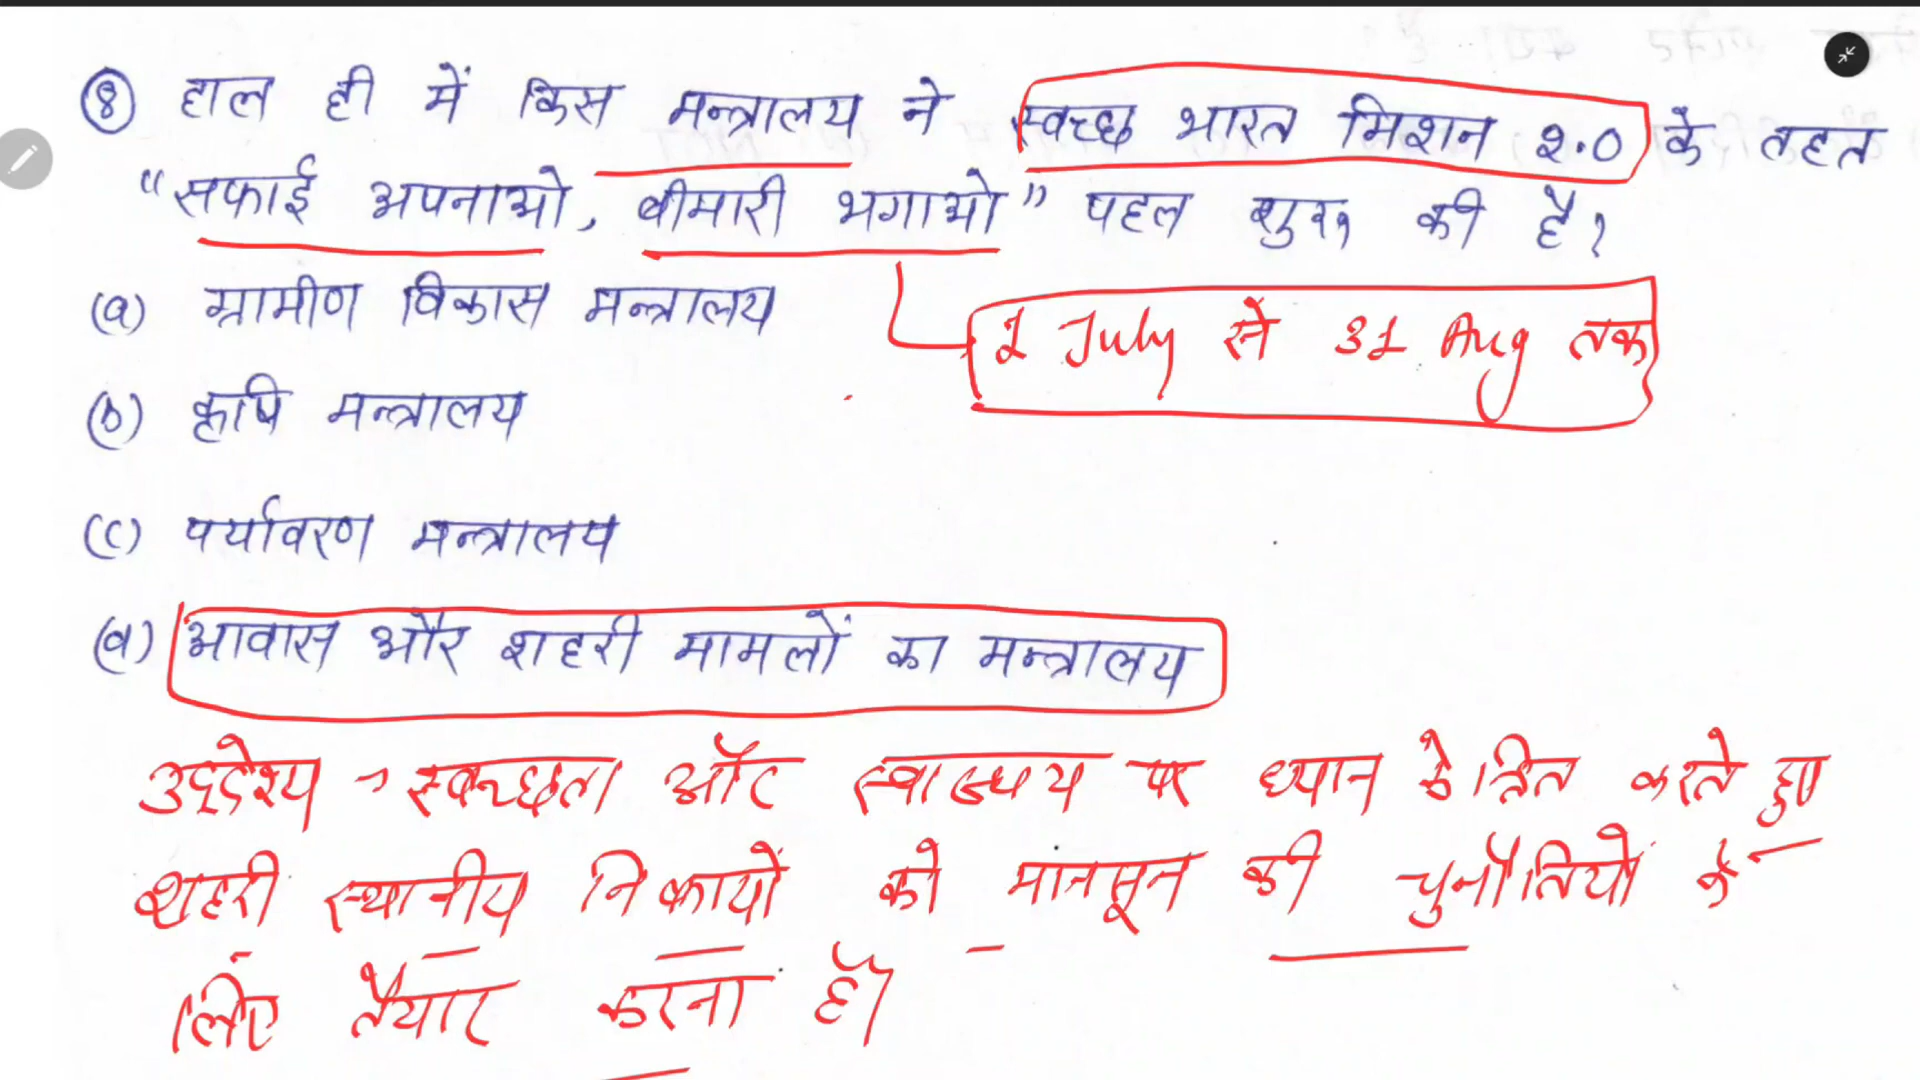 ⑧ हाल ही में किस मन्त्रालय ने स्वच्छ भारत मिशन 2.0 के तहत
“सफाई अपनाओ, बीमारी भगाओ” पहल शुरू की है?
(a) ग्रामीण विकास मन्त्रालय
1 July से 31 Aug तक
(b) कृषि मन्त्रालय
(c) पर्यावरण मन्त्रालय
(d) आवास और शहरी मामलों का मन्त्रालय
उद्देश्य → स्वच्छता और स्वास्थ्य पर ध्यान केंद्रित करते हुए
शहरी स्थानीय निकायों को मानसून की चुनौतियों के
लिए तैयार करना है।